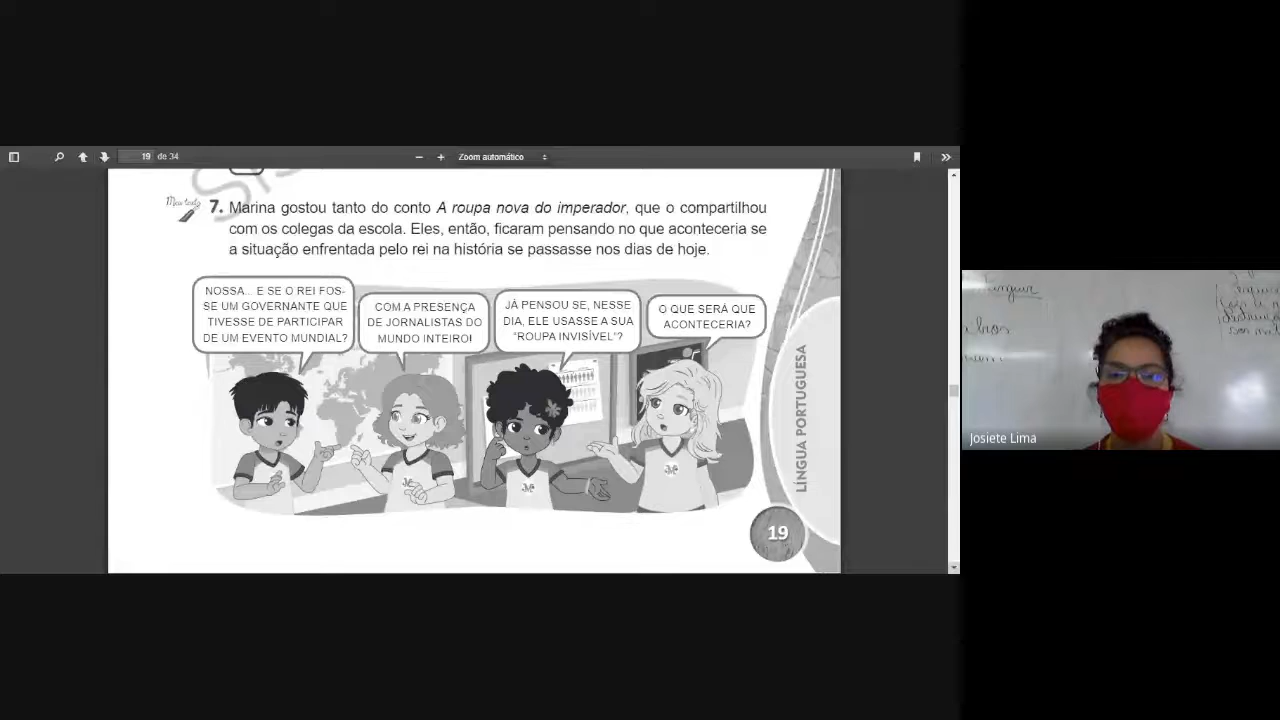 19 de 34
Zoom automático
Meu texto
7. Marina gostou tanto do conto A roupa nova do imperador, que o compartilhou
com os colegas da escola. Eles, então, ficaram pensando no que aconteceria se
a situação enfrentada pelo rei na história se passasse nos dias de hoje.
NOSSA... E SE O REI FOS-
SE UM GOVERNANTE QUE
TIVESSE DE PARTICIPAR
DE UM EVENTO MUNDIAL?
COM A PRESENÇA
DE JORNALISTAS DO
MUNDO INTEIRO!
JÁ PENSOU SE, NESSE
DIA, ELE USASSE A SUA
“ROUPA INVISÍVEL”?
O QUE SERÁ QUE
ACONTECERIA?
LÍNGUA PORTUGUESA
19
Josiete Lima